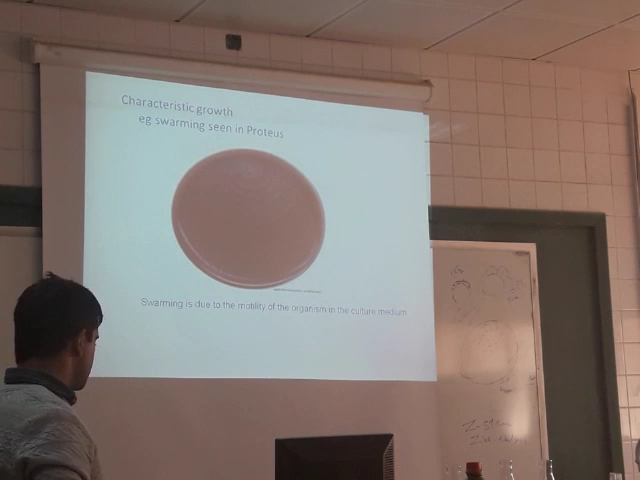 Characteristic growth
eg swarming seen in Proteus
Swarming is due to the motility of the organism in the culture medium